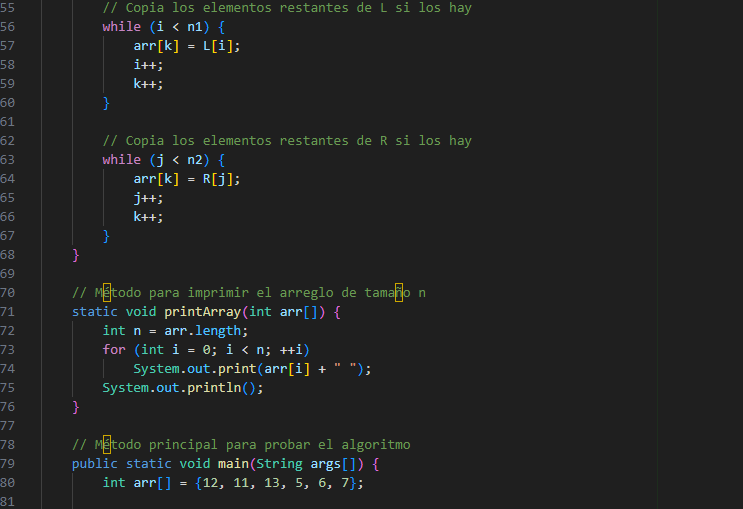 55 // Copia los elementos restantes de L si los hay
56 while (i < n1) {
57 arr[k] = L[i];
58 i++;
59 k++;
60 }
61
62 // Copia los elementos restantes de R si los hay
63 while (j < n2) {
64 arr[k] = R[j];
65 j++;
66 k++;
67 }
68 }
69
70 // Método para imprimir el arreglo de tamaño n
71 static void printArray(int arr[]) {
72 int n = arr.length;
73 for (int i = 0; i < n; ++i)
74 System.out.print(arr[i] + " ");
75 System.out.println();
76 }
77
78 // Método principal para probar el algoritmo
79 public static void main(String args[]) {
80 int arr[] = {12, 11, 13, 5, 6, 7};
81